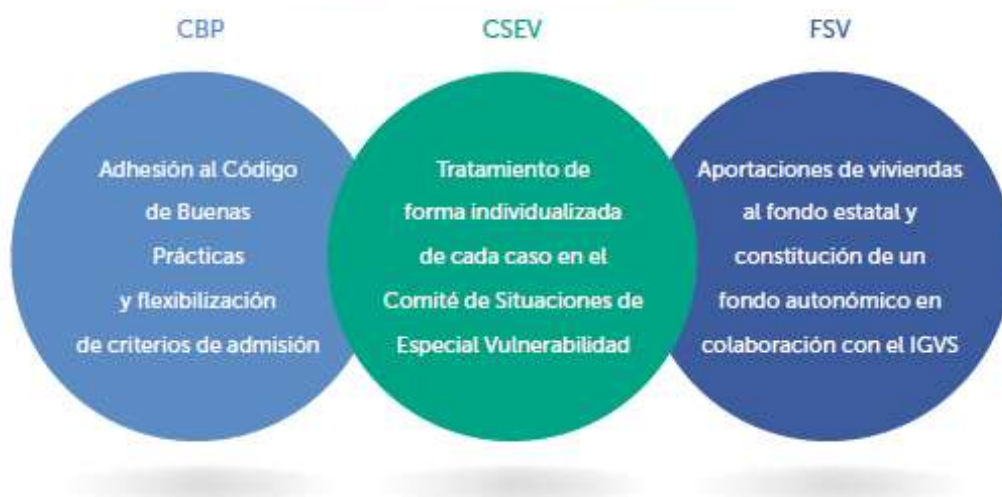 CBP
Adhesión al Código
de Buenas
Prácticas
y flexibilización
de criterios de admisión
CSEV
Tratamiento de
forma individualizada
de cada caso en el
Comité de Situaciones de
Especial Vulnerabilidad
FSV
Aportaciones de viviendas
al fondo estatal y
constitución de un
fondo autonómico en
colaboración con el IGVS